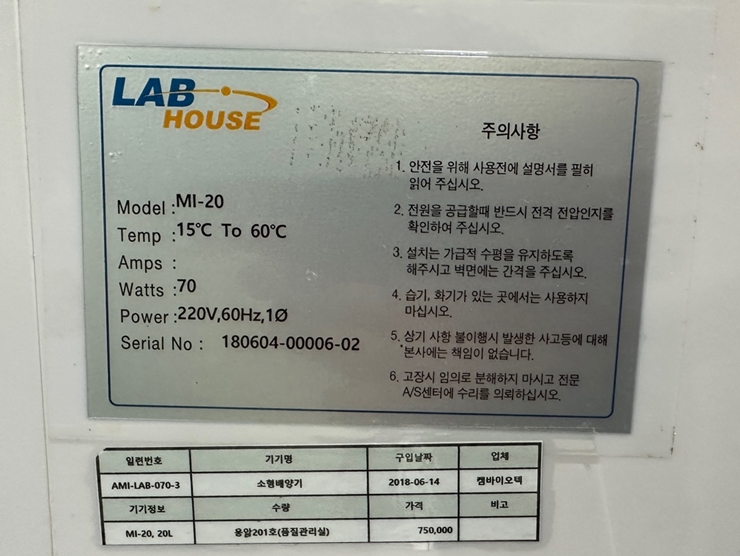 LAB
HOUSE
Model : MI-20
Temp : 15℃ To 60℃
Amps :
Watts : 70
Power : 220V,60Hz,1Ø
Serial No : 180604-00006-02
주의사항
1. 안전을 위해 사용전에 설명서를 필히
읽어 주십시오.
2. 전원을 공급할때 반드시 전격 전압인지를
확인하여 주십시오.
3. 설치는 가급적 수평을 유지하도록
해주시고 벽면에는 간격을 주십시오.
4. 습기, 화기가 있는 곳에서는 사용하지
마십시오.
5. 상기 사항 불이행시 발생한 사고등에 대해
본사에는 책임이 없습니다.
6. 고장시 임의로 분해하지 마시고 전문
A/S센터에 수리를 의뢰하십시오.
일련번호 기기명 구입날짜 업체
AMI-LAB-070-3 소형배양기 2018-06-14 켐바이오텍
기기정보 수량 가격 비고
MI-20, 20L 용암201호(품질관리실) 750,000